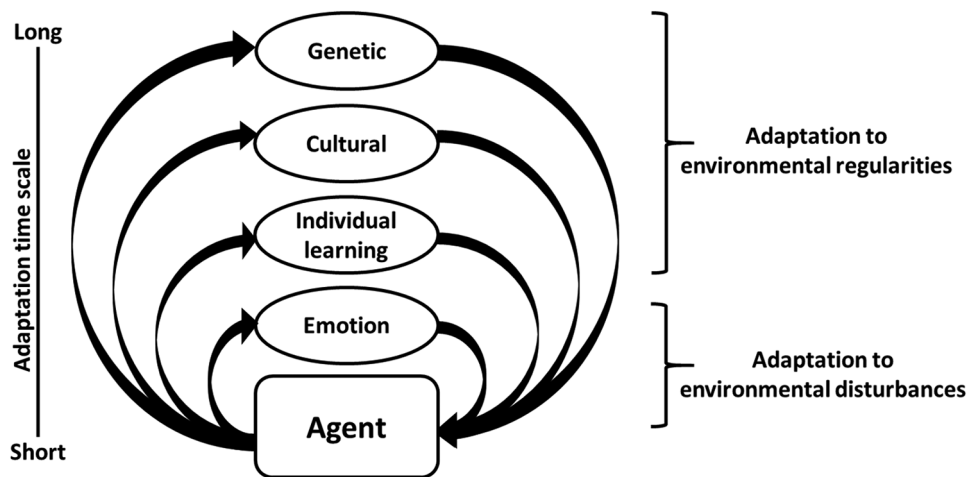 Long
Adaptation time scale
Short
Genetic
Cultural
Individual
learning
Emotion
Agent
Adaptation to
environmental regularities
Adaptation to
environmental disturbances